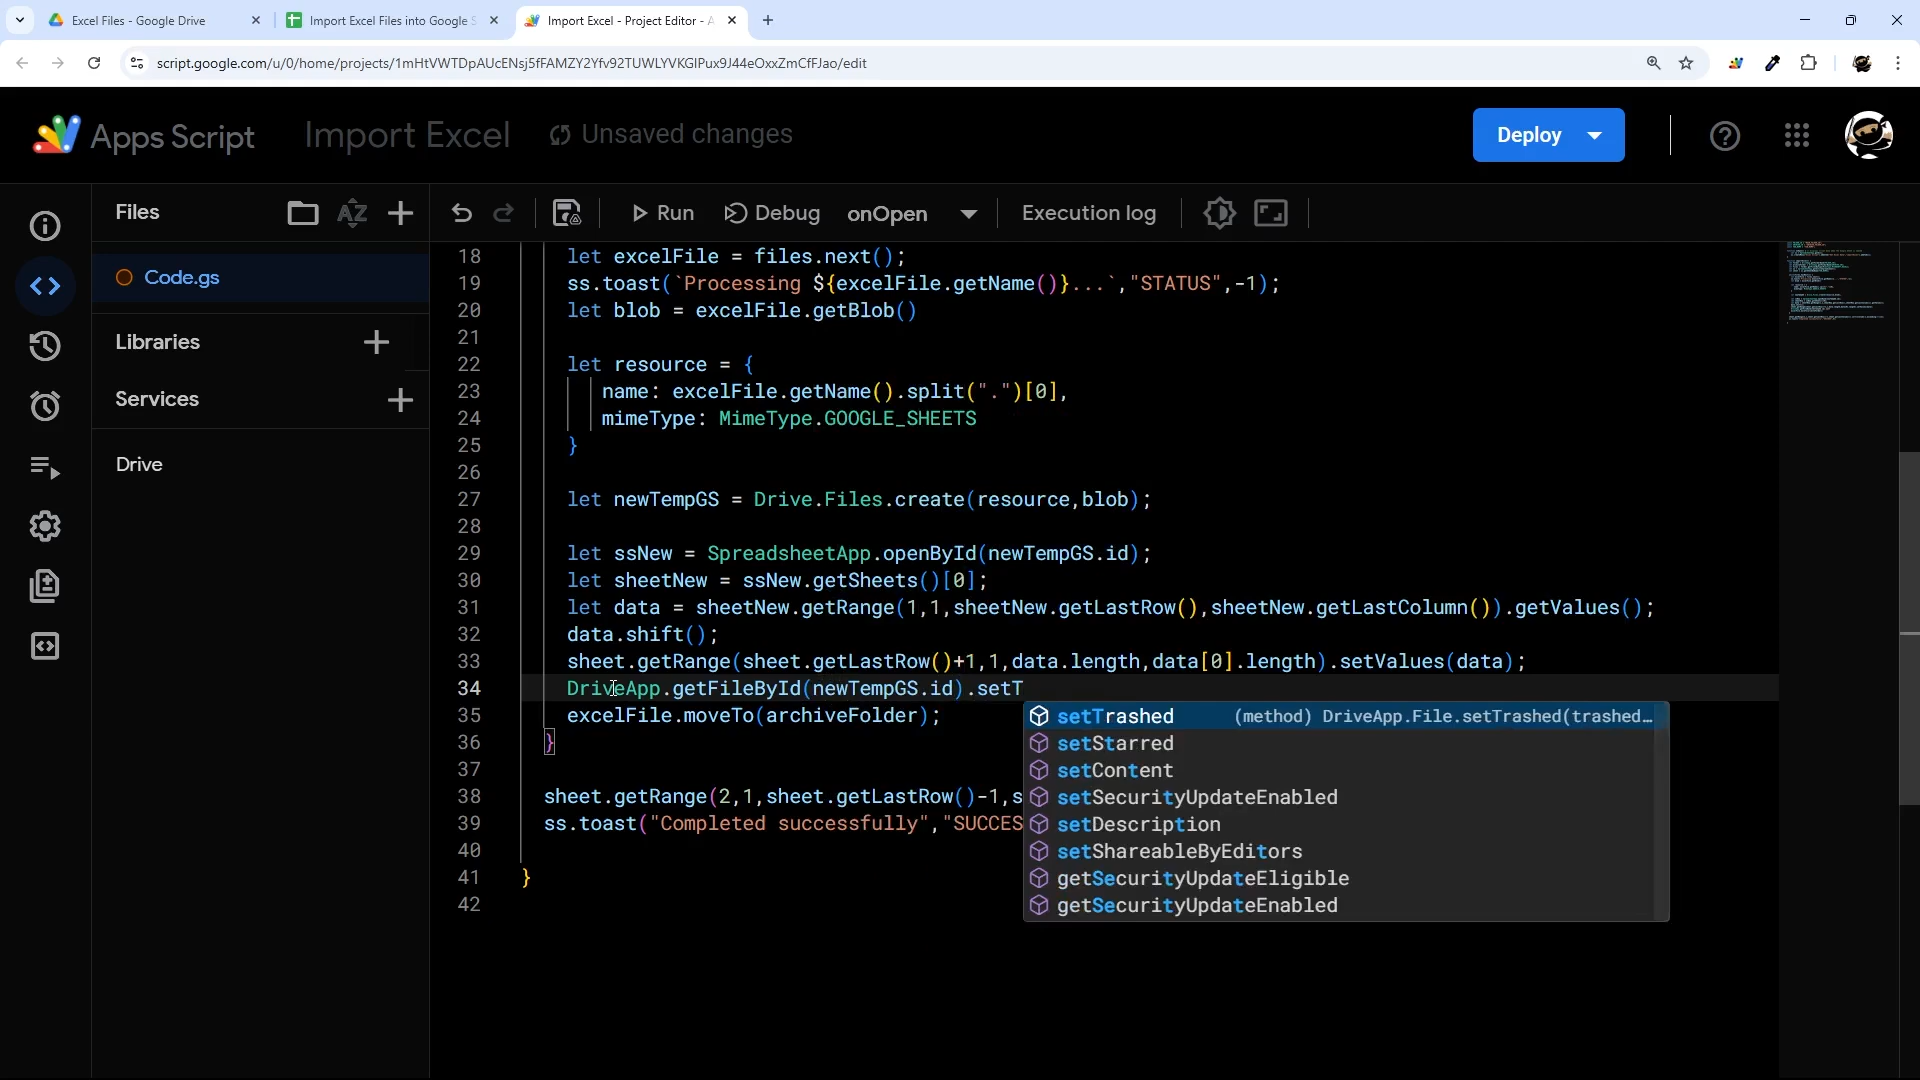 Excel Files - Google Drive
Import Excel Files into Google S
Import Excel - Project Editor - A
script.google.com/u/0/home/projects/1mHtVWTDpAUcENsj5fFAMZY2Yfv92TUWLYVKGlPux9J44eOxxZmCfFJao/edit
Apps Script
Import Excel
Unsaved changes
Deploy
Files
Run
Debug
onOpen
Execution log
Code.gs
Libraries
Services
Drive
18 let excelFile = files.next();
19 ss.toast(`Processing ${excelFile.getName()}...`,"STATUS",-1);
20 let blob = excelFile.getBlob()
21
22 let resource = {
23 name: excelFile.getName().split(".")[0],
24 mimeType: MimeType.GOOGLE_SHEETS
25 }
26
27 let newTempGS = Drive.Files.create(resource,blob);
28
29 let ssNew = SpreadsheetApp.openById(newTempGS.id);
30 let sheetNew = ssNew.getSheets()[0];
31 let data = sheetNew.getRange(1,1,sheetNew.getLastRow(),sheetNew.getLastColumn()).getValues();
32 data.shift();
33 sheet.getRange(sheet.getLastRow()+1,1,data.length,data[0].length).setValues(data);
34 DriveApp.getFileById(newTempGS.id).setT
35 excelFile.moveTo(archiveFolder);
36 }
37
38 sheet.getRange(2,1,sheet.getLastRow()-1,s
39 ss.toast("Completed successfully","SUCCES
40
41 }
42
setTrashed (method) DriveApp.File.setTrashed(trashed…
setStarred
setContent
setSecurityUpdateEnabled
setDescription
setShareableByEditors
getSecurityUpdateEligible
getSecurityUpdateEnabled